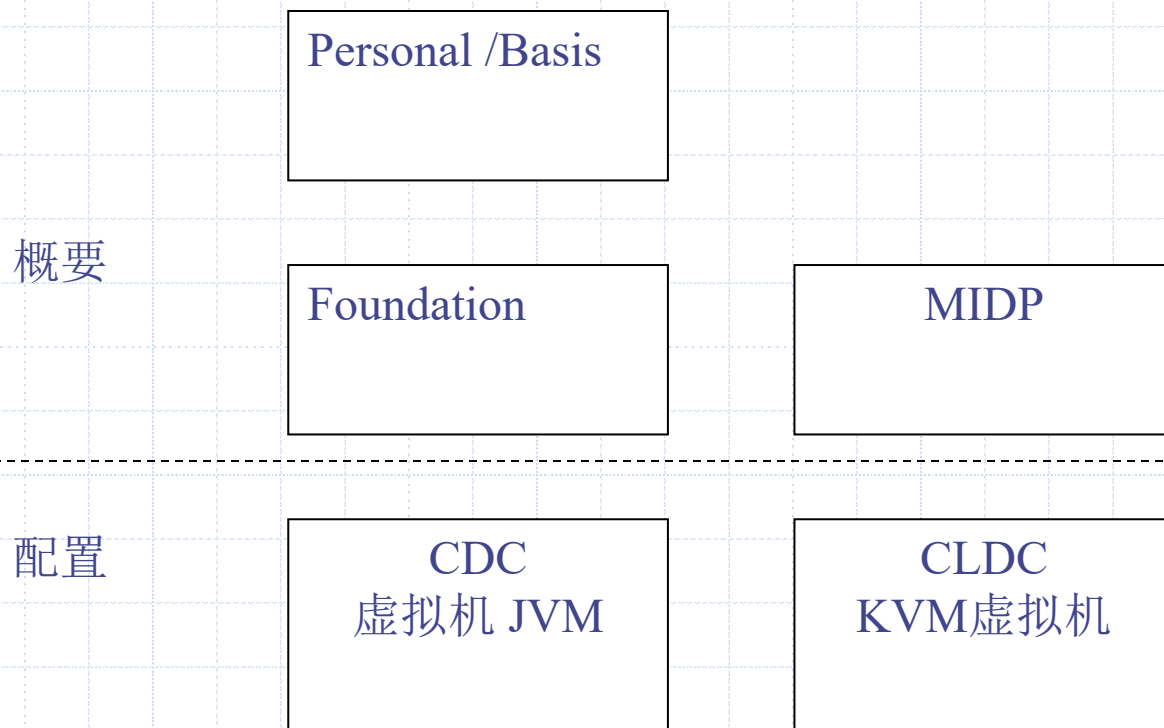 Personal /Basis
概要
Foundation
MIDP
配置
CDC
虚拟机 JVM
CLDC
KVM虚拟机